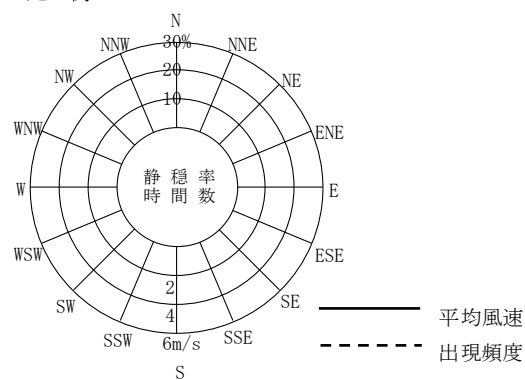 N
NNW 30% NNE
NW 20 NE
10
WNW ENE
静 穏 率
W 時 間 数 E
WSW ESE
2
SW 4 SE
SSW 6m/s SSE
S
平均風速
出現頻度